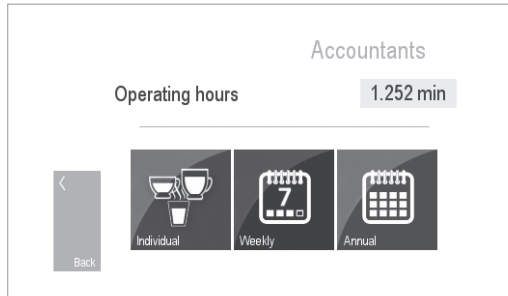 Accountants
Operating hours 1.252 min
7
Individual Weekly Annual
Back